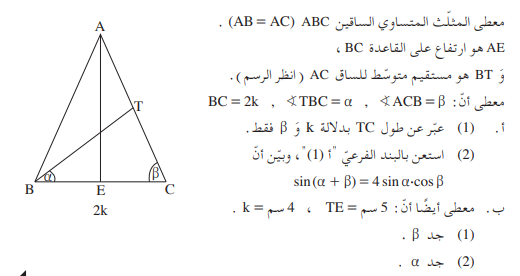 معطى المثلّث المتساوي الساقين ABC (AB = AC) .
AE هو ارتفاع على القاعدة BC ،
وَ BT هو مستقيم متوسّط للساق AC (انظر الرسم) .
معطى أنّ: BC = 2k , ∢TBC = α , ∢ACB = β
أ. (1) عبّر عن طول TC بدلالة k وَ β فقط.
(2) استعن بالبند الفرعيّ "أ (1)"، وبيّن أنّ
sin(α + β) = 4 sin α·cos β
ب. معطى أيضًا أنّ: TE = 5 سم ، k = 4 سم .
(1) جد β .
(2) جد α .
A
T
B
α
E
β
C
2k